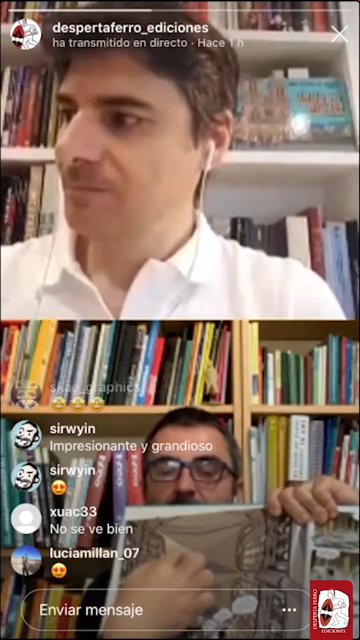 despertaferro_ediciones
ha transmitido en directo · Hace 1 h
skae_graphics
🤩🤩🤩
sirwyin
Impresionante y grandioso
sirwyin
😍
xuac33
No se ve bien
luciamillan_07
😍
Enviar mensaje
DESPERTA FERRO
EDICIONES